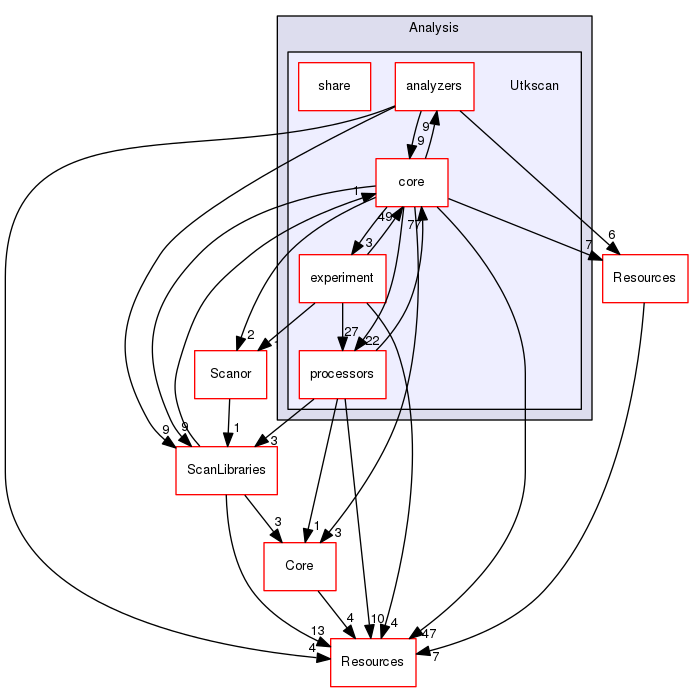 Analysis
share
analyzers
Utkscan
9
9
core
1
49
3
77
6
7
experiment
Resources
2
27
22
Scanor
processors
9
9
1
3
ScanLibraries
3
1
3
Core
13
4
4
10
4
47
7
Resources